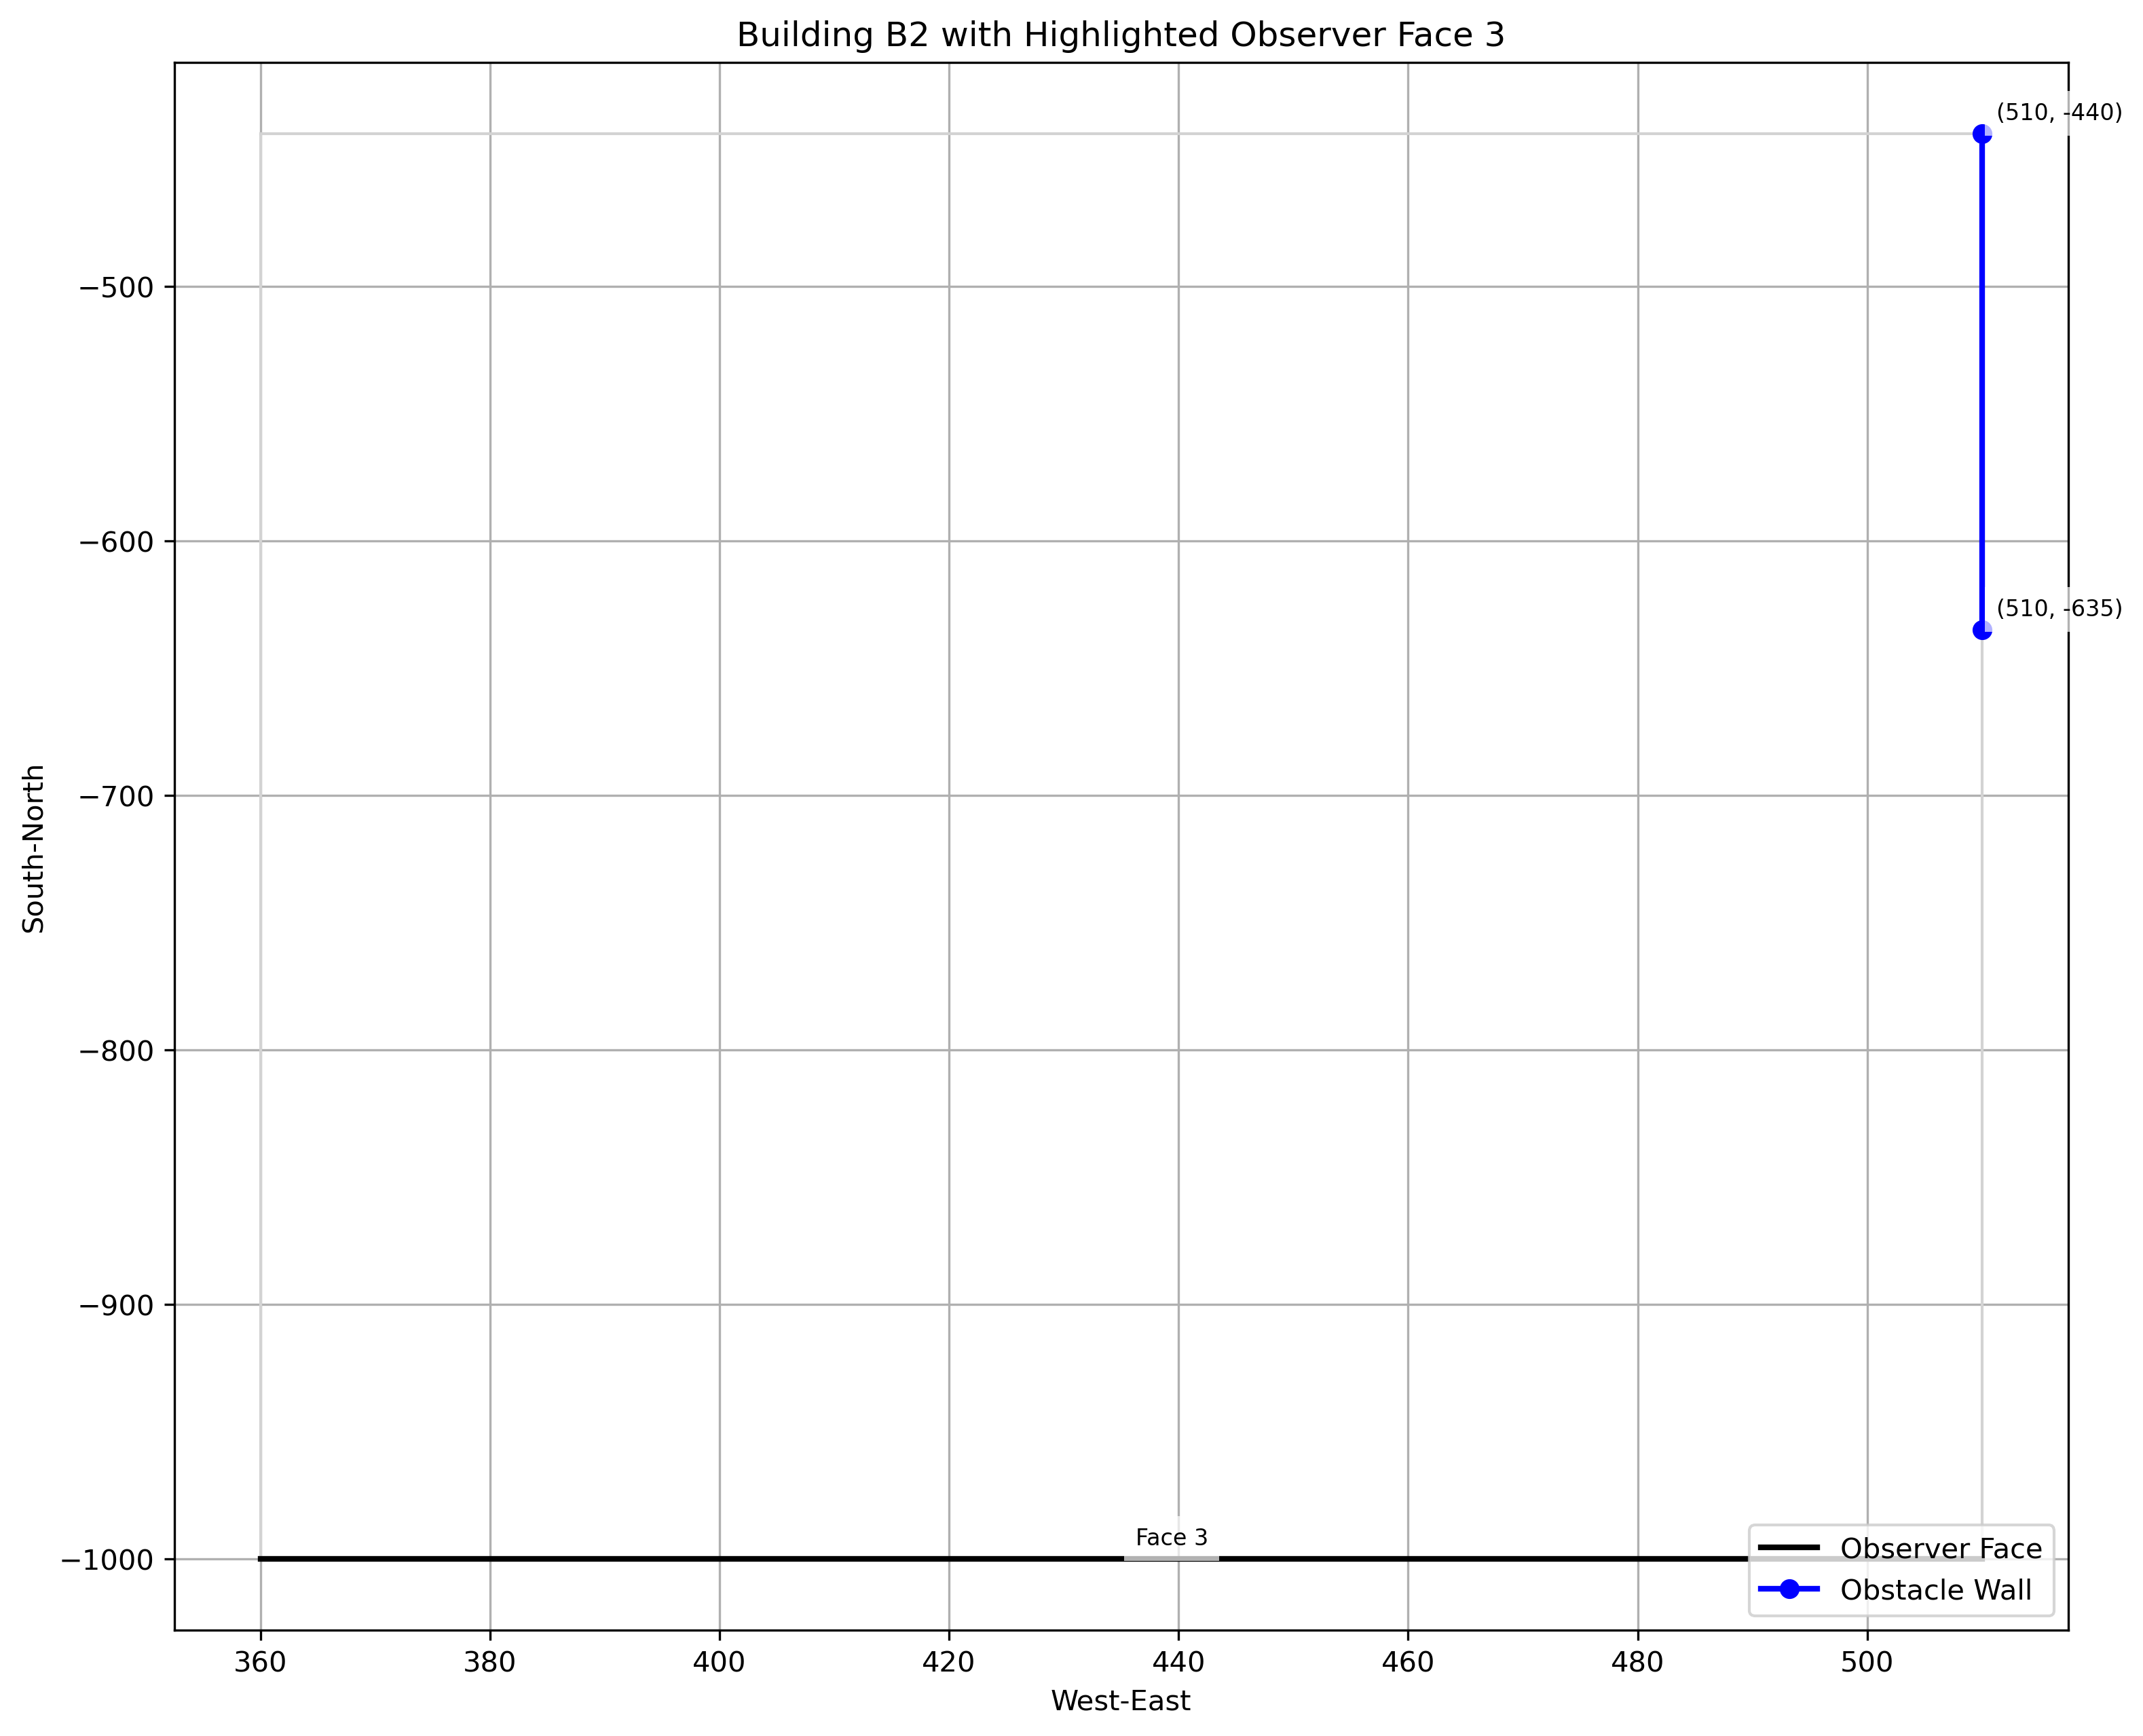 Building B2 with Highlighted Observer Face 3
(510, -440)
−500
−600
(510, -635)
−700
South-North
−800
−900
Face 3
−1000
Observer Face
Obstacle Wall
360
380
400
420
440
460
480
500
West-East